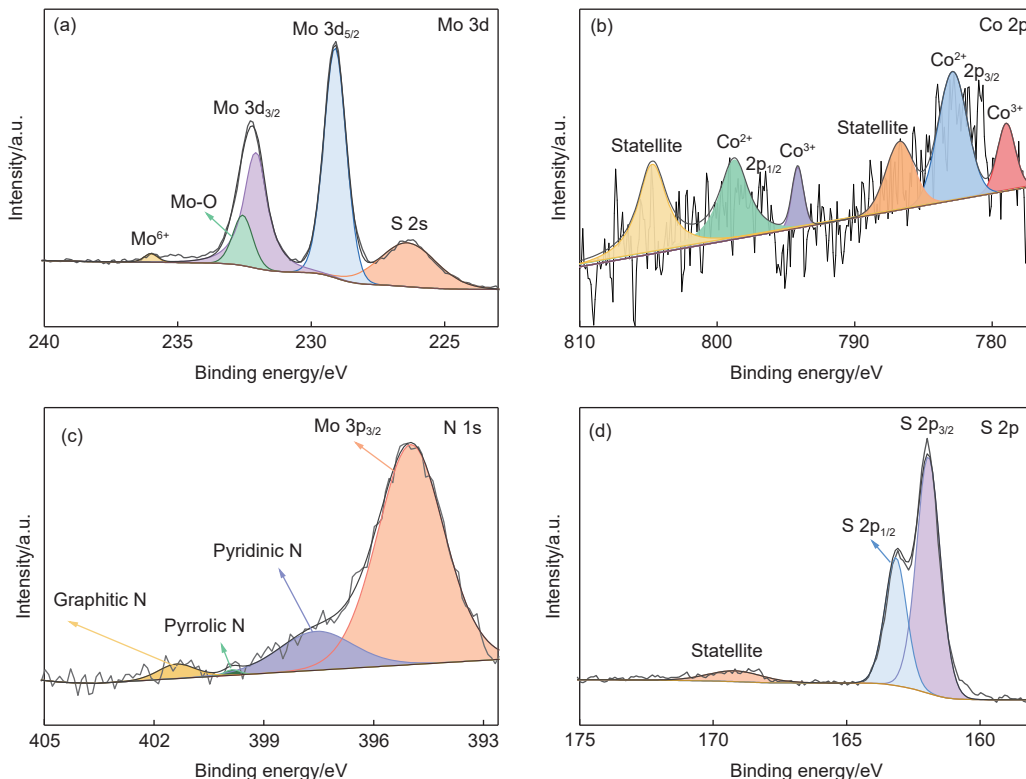 (a)
Mo 3d
Mo 3d5/2
Mo 3d3/2
Mo-O
Mo6+
S 2s
Intensity/a.u.
240 235 230 225
Binding energy/eV
(b)
Co 2p
Co2+
2p3/2
Co3+
Statellite
Co2+
2p1/2
Co3+
Statellite
Intensity/a.u.
810 800 790 780
Binding energy/eV
(c)
N 1s
Mo 3p3/2
Pyridinic N
Graphitic N
Pyrrolic N
Intensity/a.u.
405 402 399 396 393
Binding energy/eV
(d)
S 2p
S 2p3/2
S 2p1/2
Statellite
Intensity/a.u.
175 170 165 160
Binding energy/eV